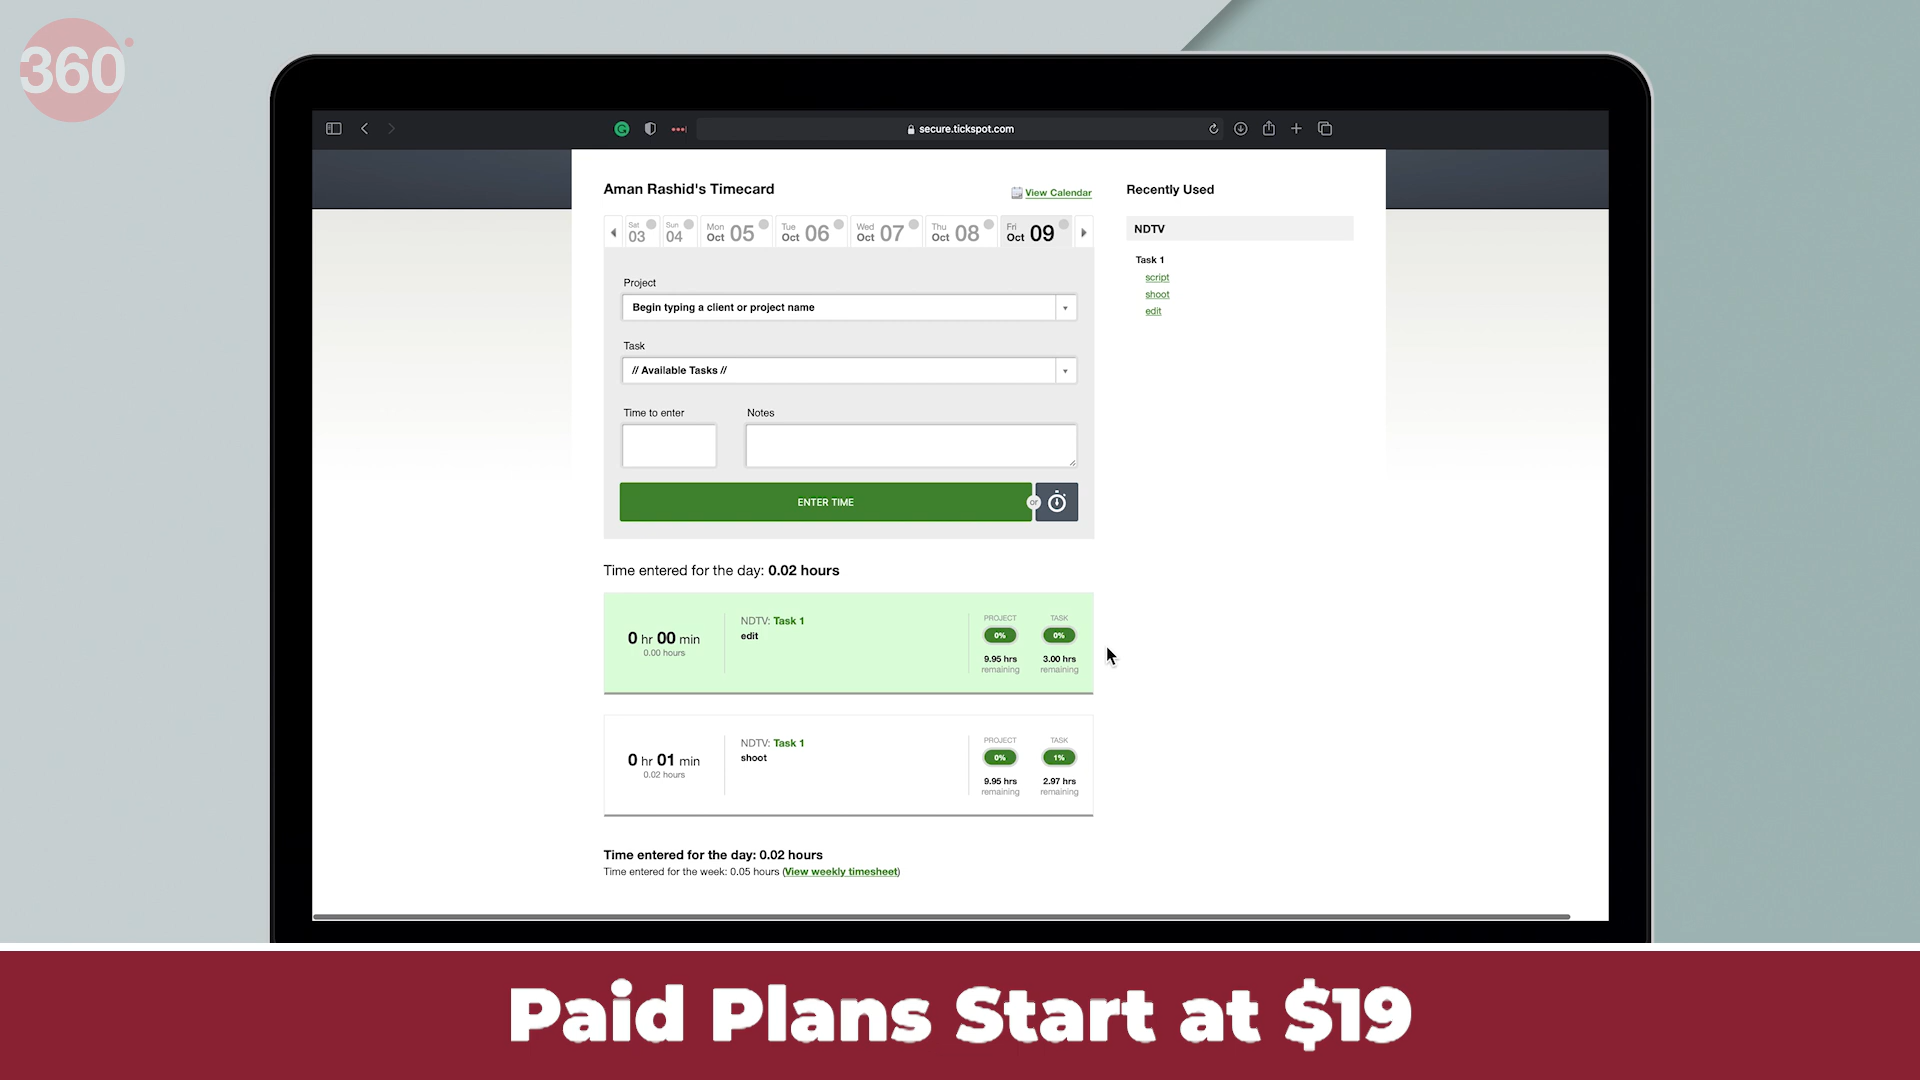 360°
secure.tickspot.com
Aman Rashid's Timecard
View Calendar
Sat 03
Sun 04
Mon Oct 05
Tue Oct 06
Wed Oct 07
Thu Oct 08
Fri Oct 09
Project
Begin typing a client or project name
Task
// Available Tasks //
Time to enter
Notes
ENTER TIME
or
Time entered for the day: 0.02 hours
0 hr 00 min
0.00 hours
NDTV: Task 1
edit
PROJECT
0%
9.95 hrs
remaining
TASK
0%
3.00 hrs
remaining
0 hr 01 min
0.02 hours
NDTV: Task 1
shoot
PROJECT
0%
9.95 hrs
remaining
TASK
1%
2.97 hrs
remaining
Time entered for the day: 0.02 hours
Time entered for the week: 0.05 hours (View weekly timesheet)
Recently Used
NDTV
Task 1
script
shoot
edit
Paid Plans Start at $19